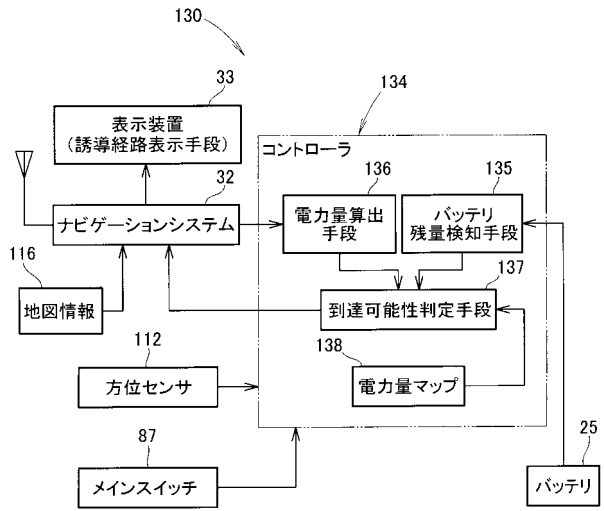 130
33
134
表示装置
(誘導経路表示手段)
コントローラ
136
135
32
電力量算出
手段
バッテリ
残量検知手段
ナビゲーションシステム
116
137
地図情報
到達可能性判定手段
112
138
方位センサ
電力量マップ
87
25
メインスイッチ
バッテリ